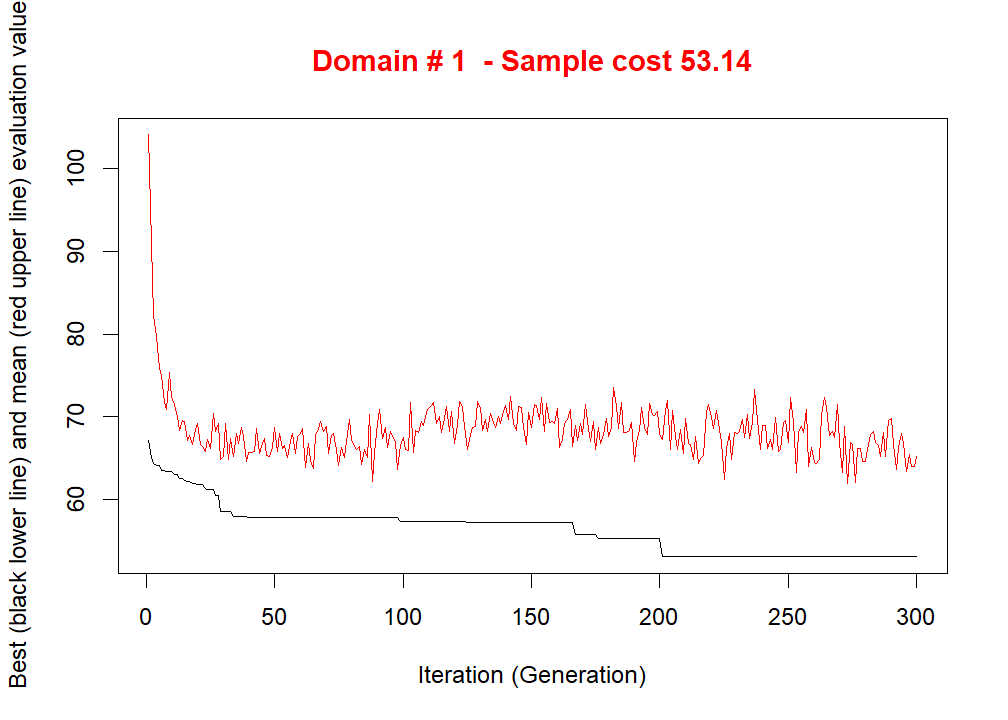 Domain # 1  - Sample cost 53.14
Best (black lower line) and mean (red upper line) evaluation value
100
90
80
70
60
0 50 100 150 200 250 300
Iteration (Generation)